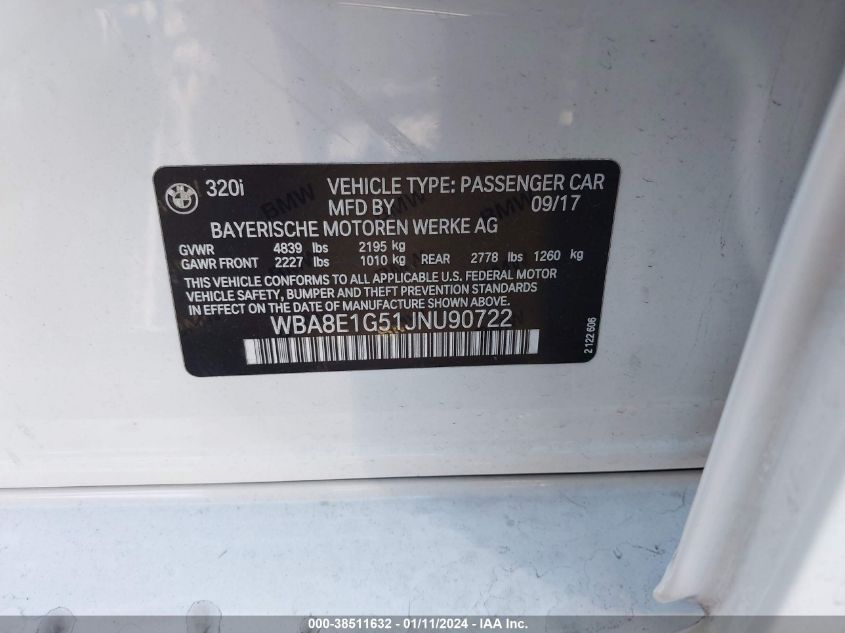 BMW
320i VEHICLE TYPE: PASSENGER CAR
MFD BY 09/17
BAYERISCHE MOTOREN WERKE AG
GVWR 4839 lbs 2195 kg
GAWR FRONT 2227 lbs 1010 kg REAR 2778 lbs 1260 kg
THIS VEHICLE CONFORMS TO ALL APPLICABLE U.S. FEDERAL MOTOR
VEHICLE SAFETY, BUMPER AND THEFT PREVENTION STANDARDS
IN EFFECT ON THE DATE OF MANUFACTURE SHOWN ABOVE.
WBA8E1G51JNU90722
2 122 606
000-38511632 - 01/11/2024 - IAA Inc.